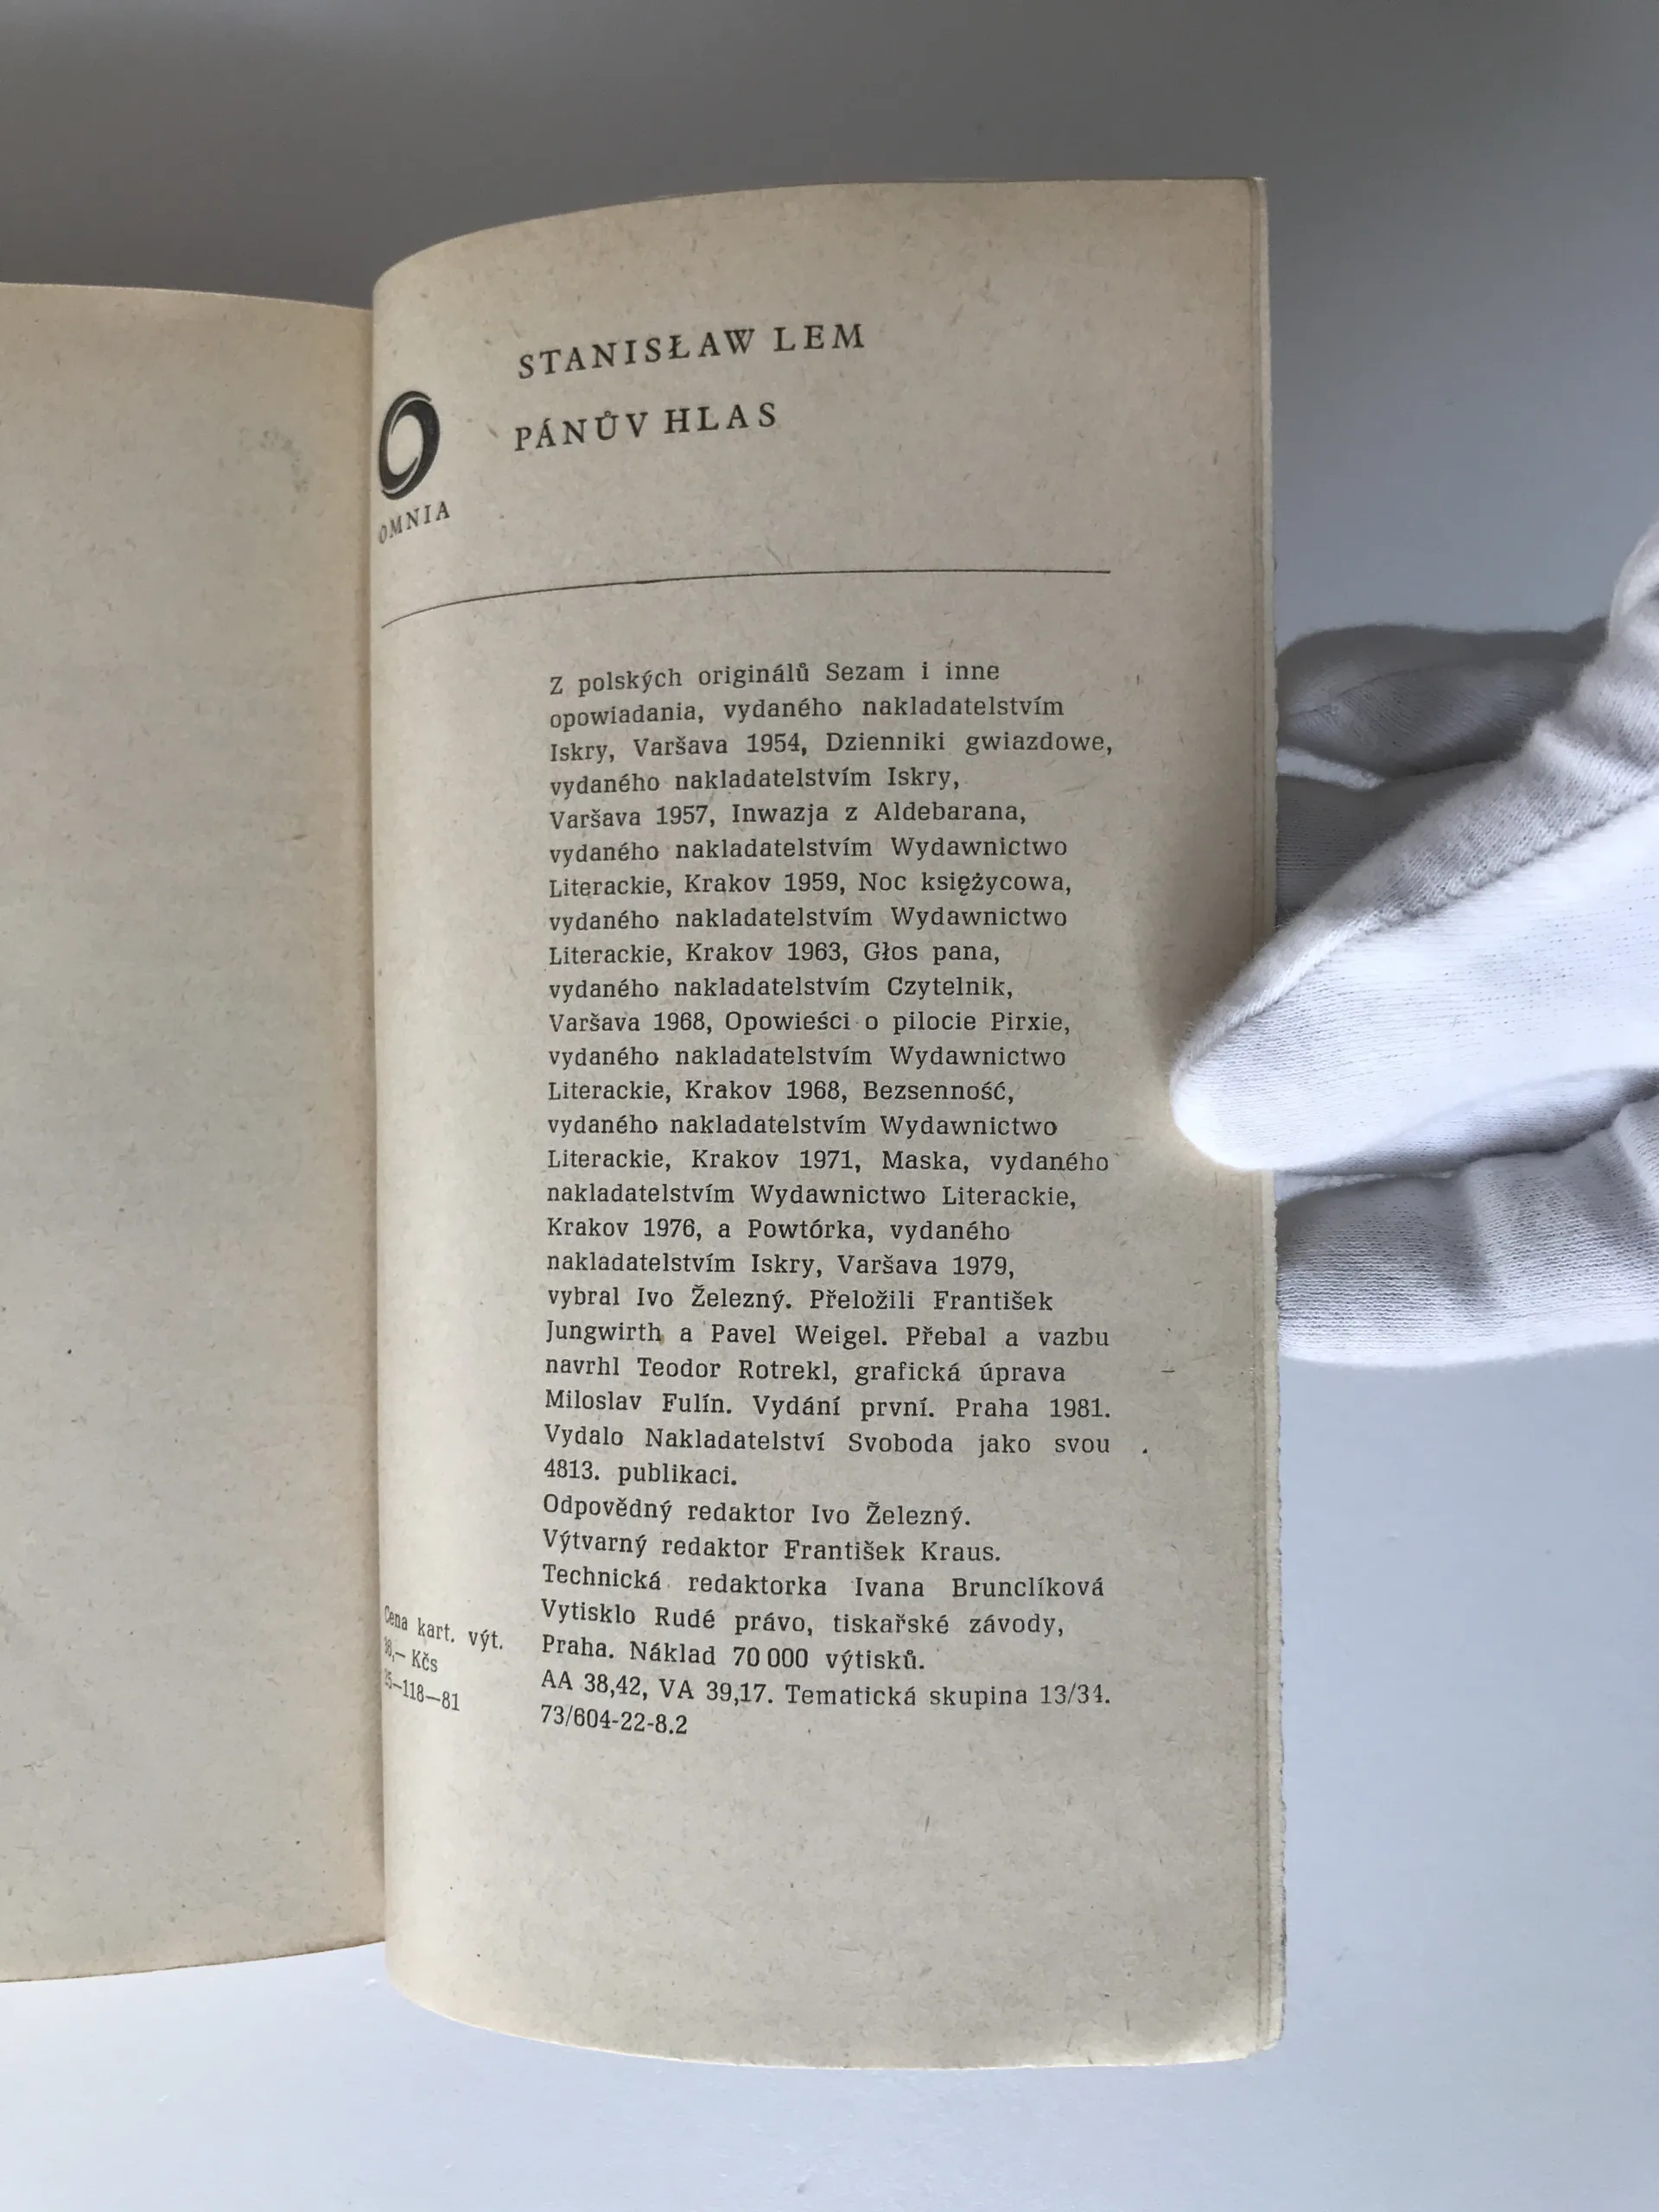 STANISŁAW LEM
PÁNŮV HLAS
OMNIA
Z polských originálů Sezam i inne
opowiadania, vydaného nakladatelstvím
Iskry, Varšava 1954, Dzienniki gwiazdowe,
vydaného nakladatelstvím Iskry,
Varšava 1957, Inwazja z Aldebarana,
vydaného nakladatelstvím Wydawnictwo
Literackie, Krakov 1959, Noc księżycowa,
vydaného nakladatelstvím Wydawnictwo
Literackie, Krakov 1963, Głos pana,
vydaného nakladatelstvím Czytelnik,
Varšava 1968, Opowieści o pilocie Pirxie,
vydaného nakladatelstvím Wydawnictwo
Literackie, Krakov 1968, Bezsenność,
vydaného nakladatelstvím Wydawnictwo
Literackie, Krakov 1971, Maska, vydaného
nakladatelstvím Wydawnictwo Literackie,
Krakov 1976, a Powtórka, vydaného
nakladatelstvím Iskry, Varšava 1979,
vybral Ivo Železný. Přeložili František
Jungwirth a Pavel Weigel. Přebal a vazbu
navrhl Teodor Rotrekl, grafická úprava
Miloslav Fulín. Vydání první. Praha 1981.
Vydalo Nakladatelství Svoboda jako svou
4813. publikaci.
Odpovědný redaktor Ivo Železný.
Výtvarný redaktor František Kraus.
Technická redaktorka Ivana Brunclíková
Vytisklo Rudé právo, tiskařské závody,
Praha. Náklad 70 000 výtisků.
AA 38,42, VA 39,17. Tematická skupina 13/34.
73/604-22-8.2
Cena kart. výt.
Kčs